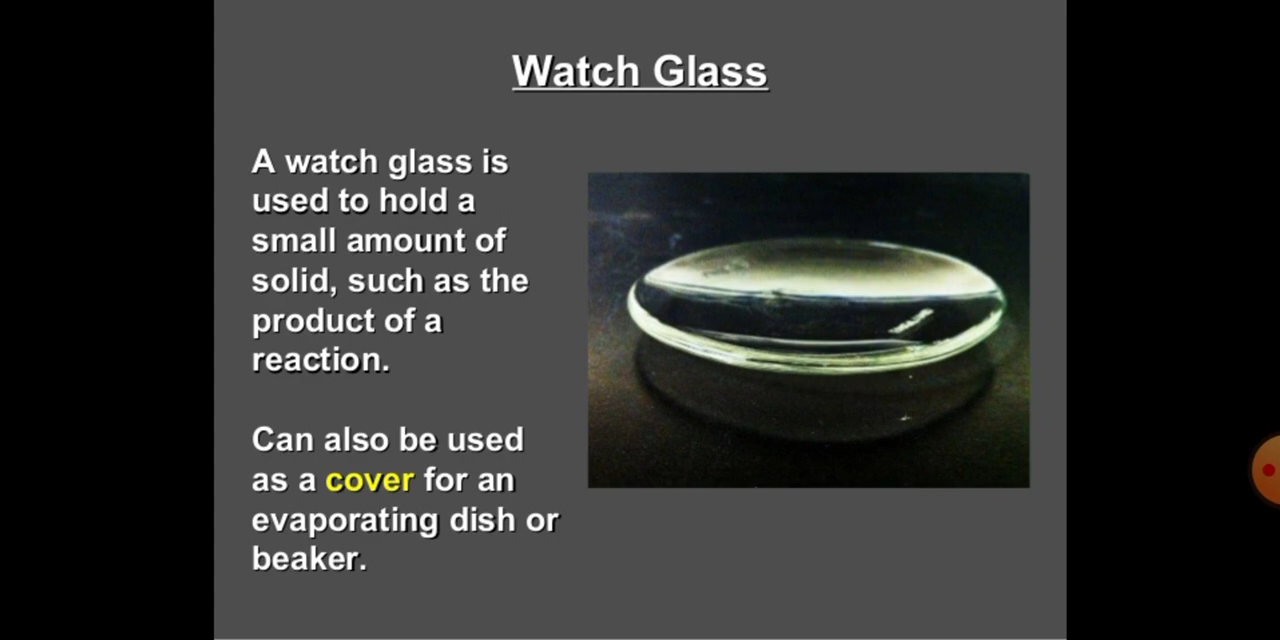 Watch Glass
A watch glass is
used to hold a
small amount of
solid, such as the
product of a
reaction.
Can also be used
as a cover for an
evaporating dish or
beaker.